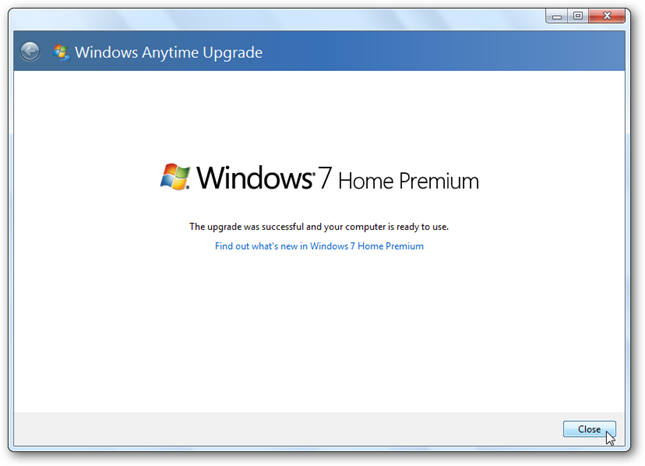 Windows Anytime Upgrade
Windows® 7 Home Premium
The upgrade was successful and your computer is ready to use.
Find out what's new in Windows 7 Home Premium
Close